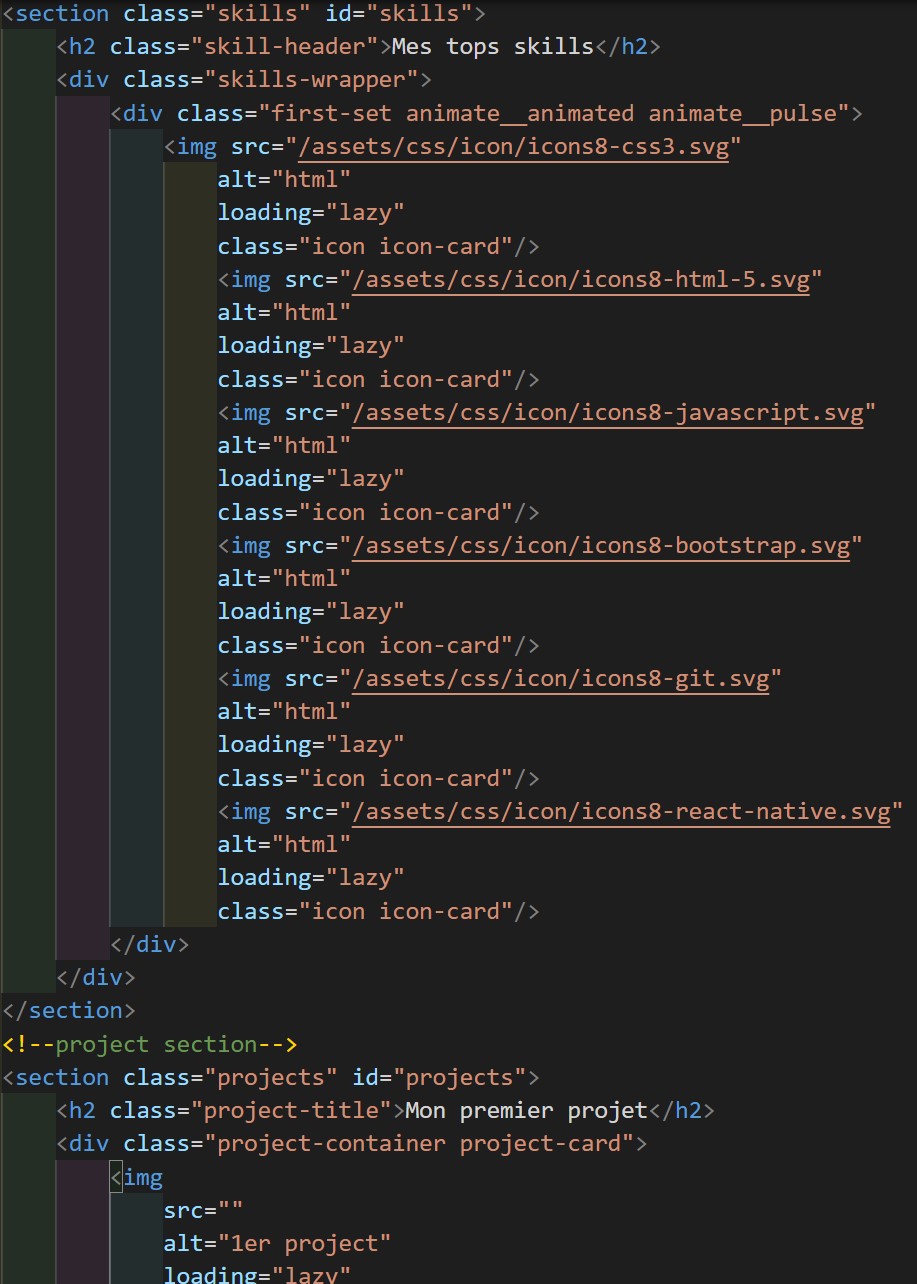 <section class="skills" id="skills">
<h2 class="skill-header">Mes tops skills</h2>
<div class="skills-wrapper">
<div class="first-set animate__animated animate__pulse">
<img src="/assets/css/icon/icons8-css3.svg"
alt="html"
loading="lazy"
class="icon icon-card"/>
<img src="/assets/css/icon/icons8-html-5.svg"
alt="html"
loading="lazy"
class="icon icon-card"/>
<img src="/assets/css/icon/icons8-javascript.svg"
alt="html"
loading="lazy"
class="icon icon-card"/>
<img src="/assets/css/icon/icons8-bootstrap.svg"
alt="html"
loading="lazy"
class="icon icon-card"/>
<img src="/assets/css/icon/icons8-git.svg"
alt="html"
loading="lazy"
class="icon icon-card"/>
<img src="/assets/css/icon/icons8-react-native.svg"
alt="html"
loading="lazy"
class="icon icon-card"/>
</div>
</div>
</section>
<!--project section-->
<section class="projects" id="projects">
<h2 class="project-title">Mon premier projet</h2>
<div class="project-container project-card">
<img
src=""
alt="1er project"
loading="lazy"